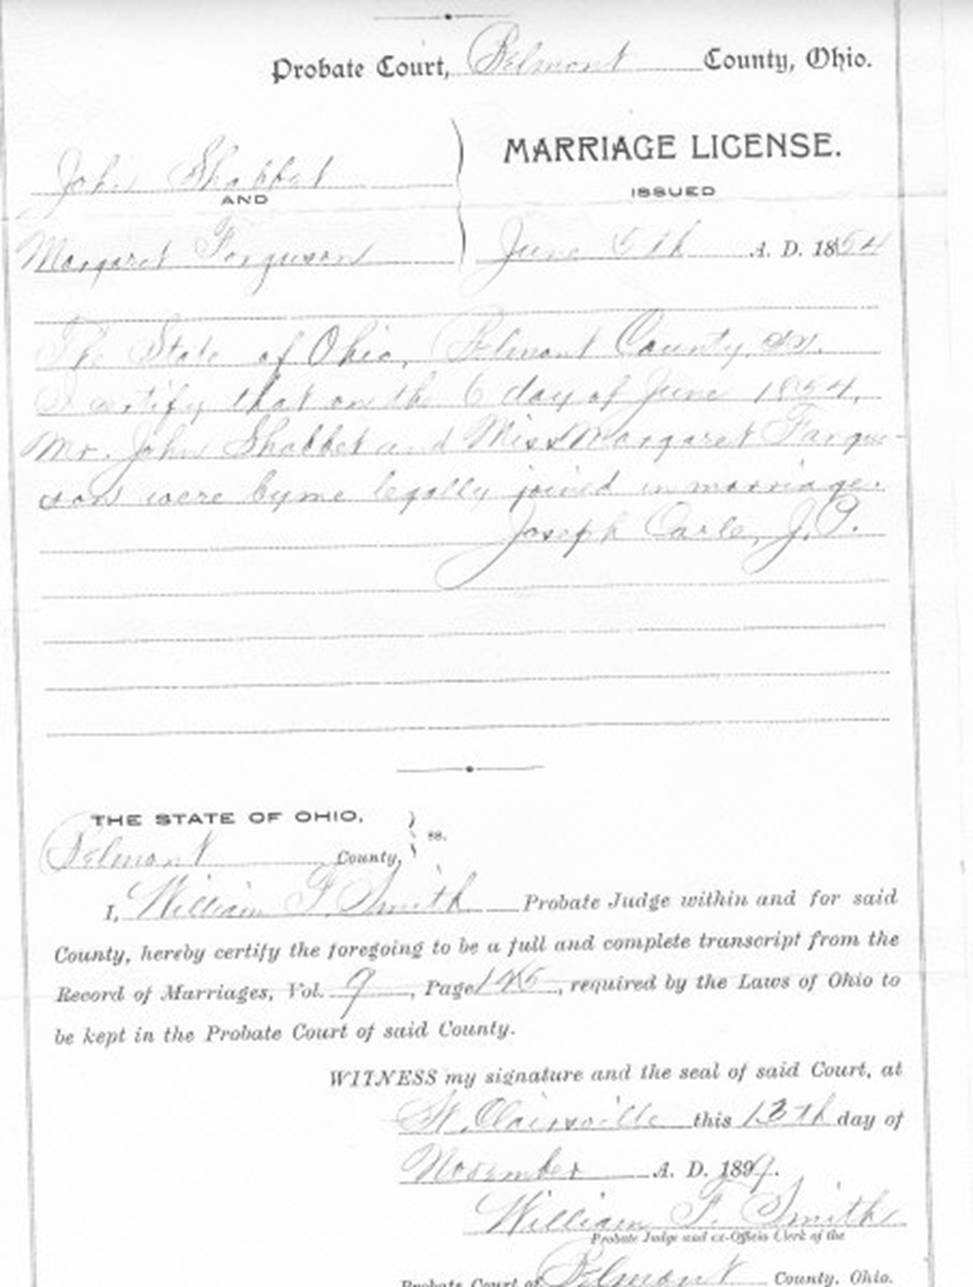 Probate Court, Belmont County, Ohio.
John Shabbet
AND
Margaret Ferguson
MARRIAGE LICENSE.
ISSUED
June 5th A. D. 1854
The State of Ohio, Belmont County, ss.
I certify that on the 6 day of June 1854,
Mr. John Shabbet and Miss Margaret Fargu-
son were by me legally joined in marriage.
Joseph Carle, J. P.
THE STATE OF OHIO,
Belmont County, ss.
I, William F. Smith Probate Judge within and for said
County, hereby certify the foregoing to be a full and complete transcript from the
Record of Marriages, Vol. 9, Page, required by the Laws of Ohio to
be kept in the Probate Court of said County.
WITNESS my signature and the seal of said Court, at
St. Clairsville this 13th day of
November A. D. 1899.
William F. Smith
Probate Judge and ex-Officio Clerk of the
Probate Court of Belmont County, Ohio.